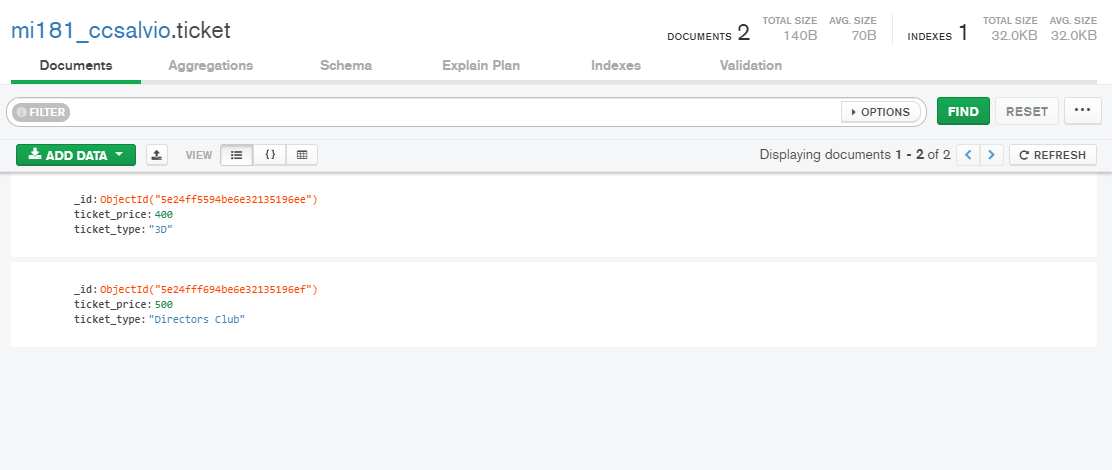 mi181_ccsalvio.ticket
DOCUMENTS 2 TOTAL SIZE 140B AVG. SIZE 70B INDEXES 1 TOTAL SIZE 32.0KB AVG. SIZE 32.0KB
Documents Aggregations Schema Explain Plan Indexes Validation
FILTER OPTIONS FIND RESET ...
ADD DATA VIEW {} Displaying documents 1 - 2 of 2 < > REFRESH
_id: ObjectId("5e24ff5594be6e32135196ee")
ticket_price: 400
ticket_type: "3D"
_id: ObjectId("5e24fff694be6e32135196ef")
ticket_price: 500
ticket_type: "Directors Club"